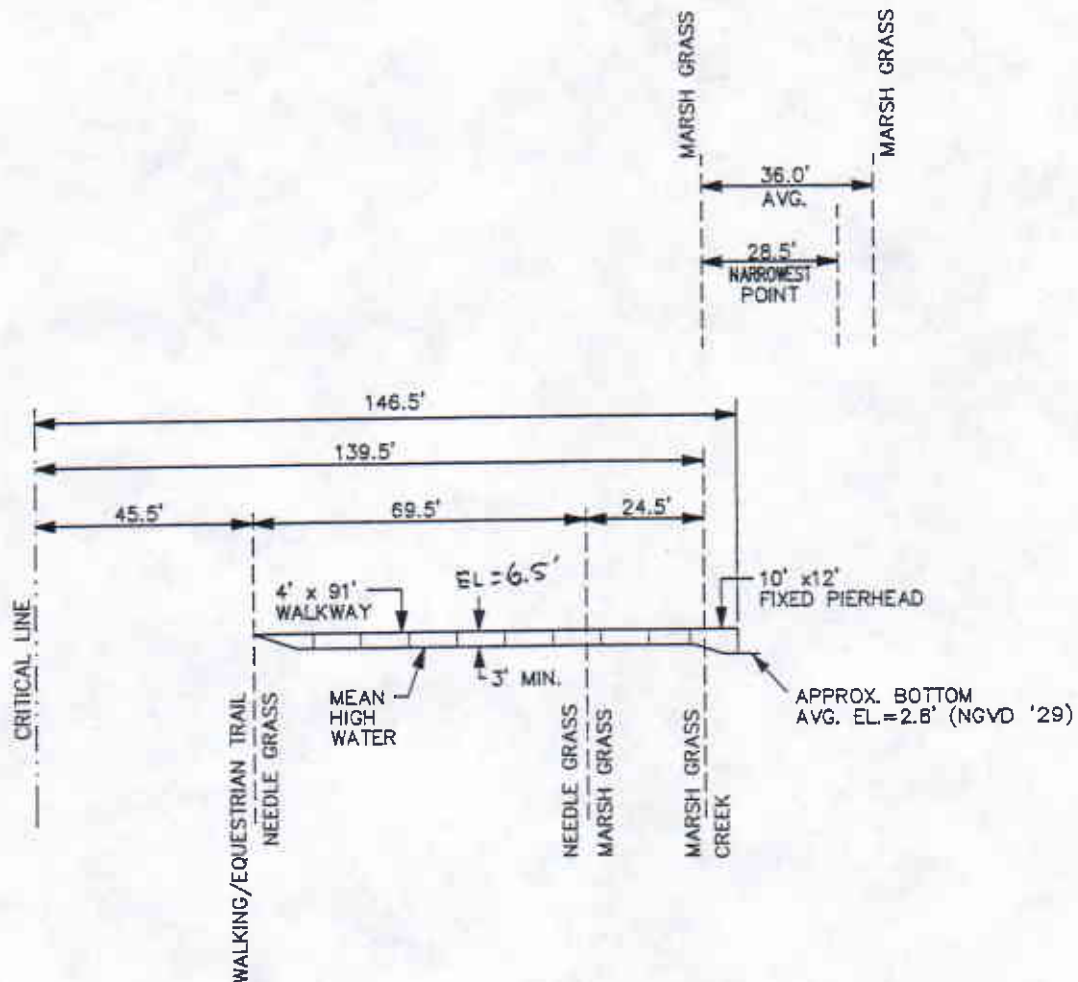 MARSH GRASS
MARSH GRASS
36.0'
AVG.
28.5'
NARROWEST
POINT
146.5'
139.5'
45.5'
69.5'
24.5'
EL=6.5'
4' x 91'
WALKWAY
10' x12'
FIXED PIERHEAD
3' MIN.
MEAN
HIGH
WATER
APPROX. BOTTOM
AVG. EL.=2.8' (NGVD '29)
CRITICAL LINE
WALKING/EQUESTRIAN TRAIL
NEEDLE GRASS
NEEDLE GRASS
MARSH GRASS
MARSH GRASS
CREEK